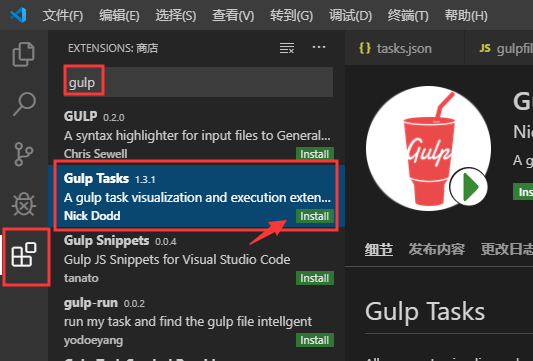 文件(F) 编辑(E) 选择(S) 查看(V) 转到(G) 调试(D) 终端(T) 帮助(H)
EXTENSIONS: 商店
tasks.json
gulpfil
gulp
GULP 0.2.0
A syntax highlighter for input files to General...
Chris Sewell Install
Gulp Tasks 1.3.1
A gulp task visualization and execution exten...
Nick Dodd Install
Gulp Snippets 0.0.4
Gulp JS Snippets for Visual Studio Code
tanato Install
gulp-run 0.0.2
run my task and find the gulp file intellgent
yodoeyang Install
Gulp
Nic
A g
Ins
细节 发布内容 更改日志
Gulp Tasks